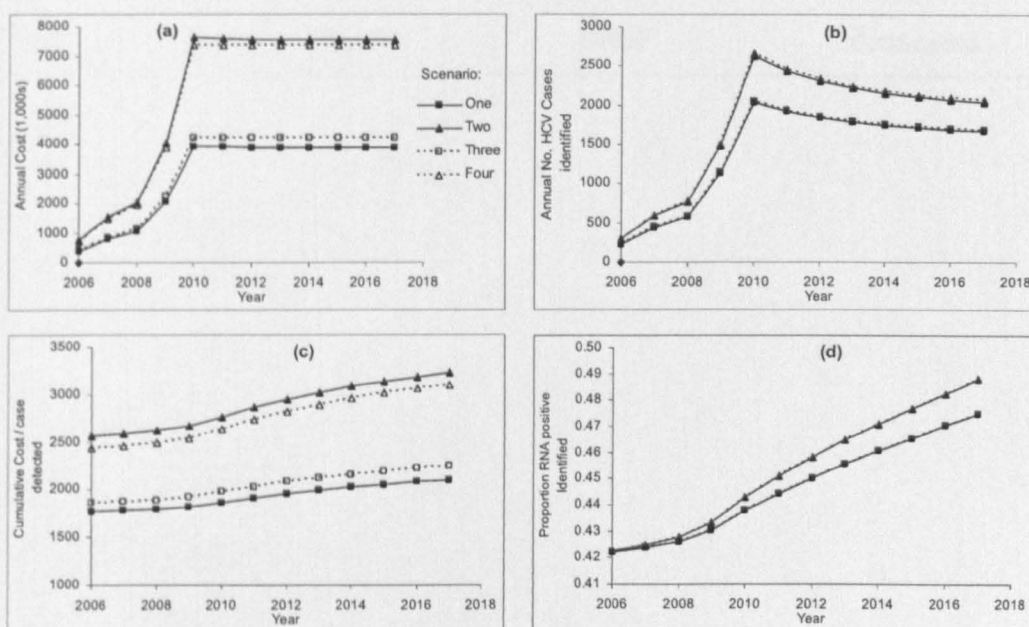 (a)
8000
7000
6000
5000
4000
3000
2000
1000
0
Annual Cost (1,000s)
2006 2008 2010 2012 2014 2016 2018
Year
Scenario:
One
Two
Three
Four
(b)
3000
2500
2000
1500
1000
500
0
Annual No. HCV Cases
identified
2006 2008 2010 2012 2014 2016 2018
Year
(c)
3500
3000
2500
2000
1500
1000
Cumulative Cost / case
detected
2006 2008 2010 2012 2014 2016 2018
Year
(d)
0.50
0.49
0.48
0.47
0.46
0.45
0.44
0.43
0.42
0.41
Proportion RNA positive
Identified
2006 2008 2010 2012 2014 2016 2018
Year